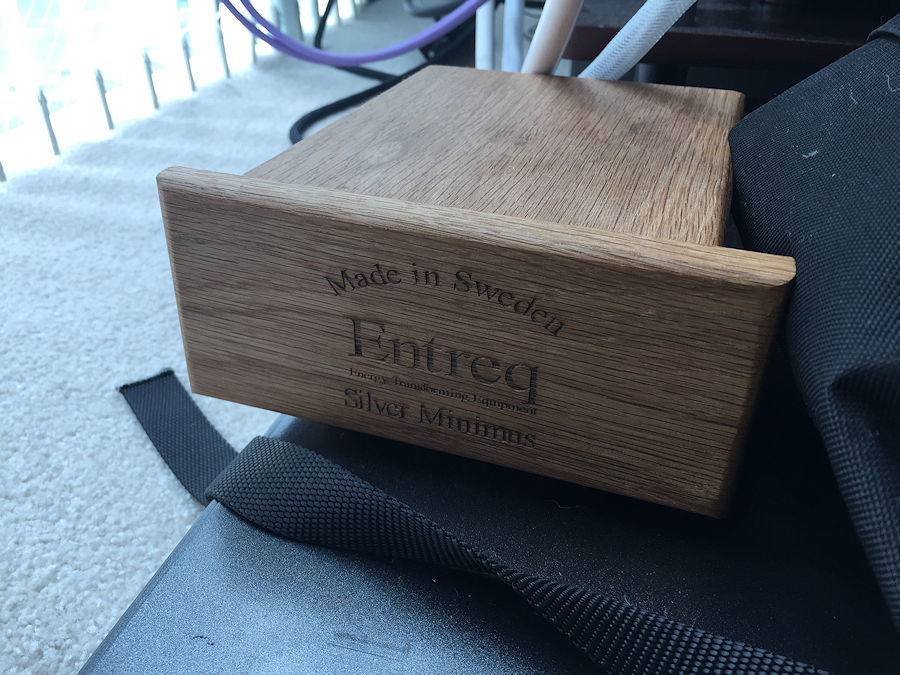 Made in Sweden
Entreq
Energy Transforming Equipment
Silver Minimus